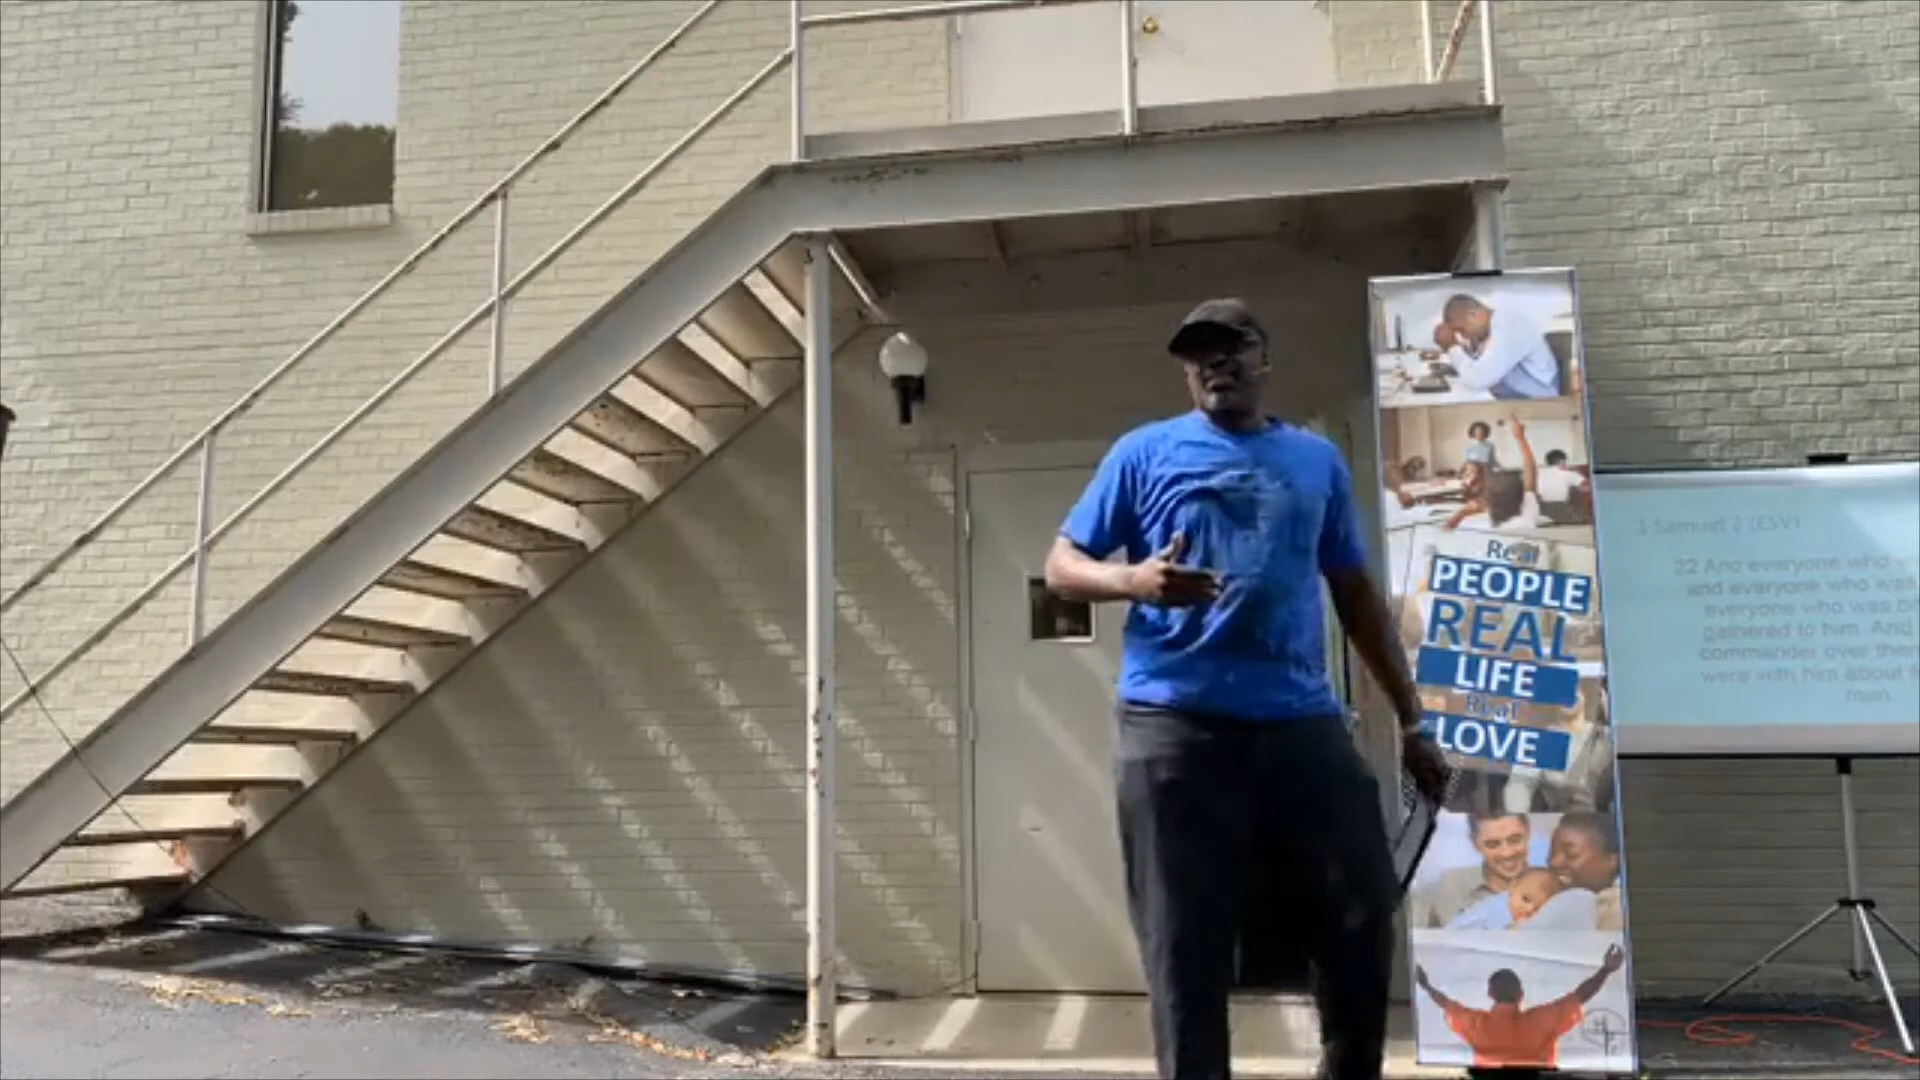 Real
PEOPLE
REAL
LIFE
Real
LOVE
1 Samuel 2 (ESV)
22 And everyone who
and everyone who was
everyone who was
gathered to him. And
commander over
were with him about
men.